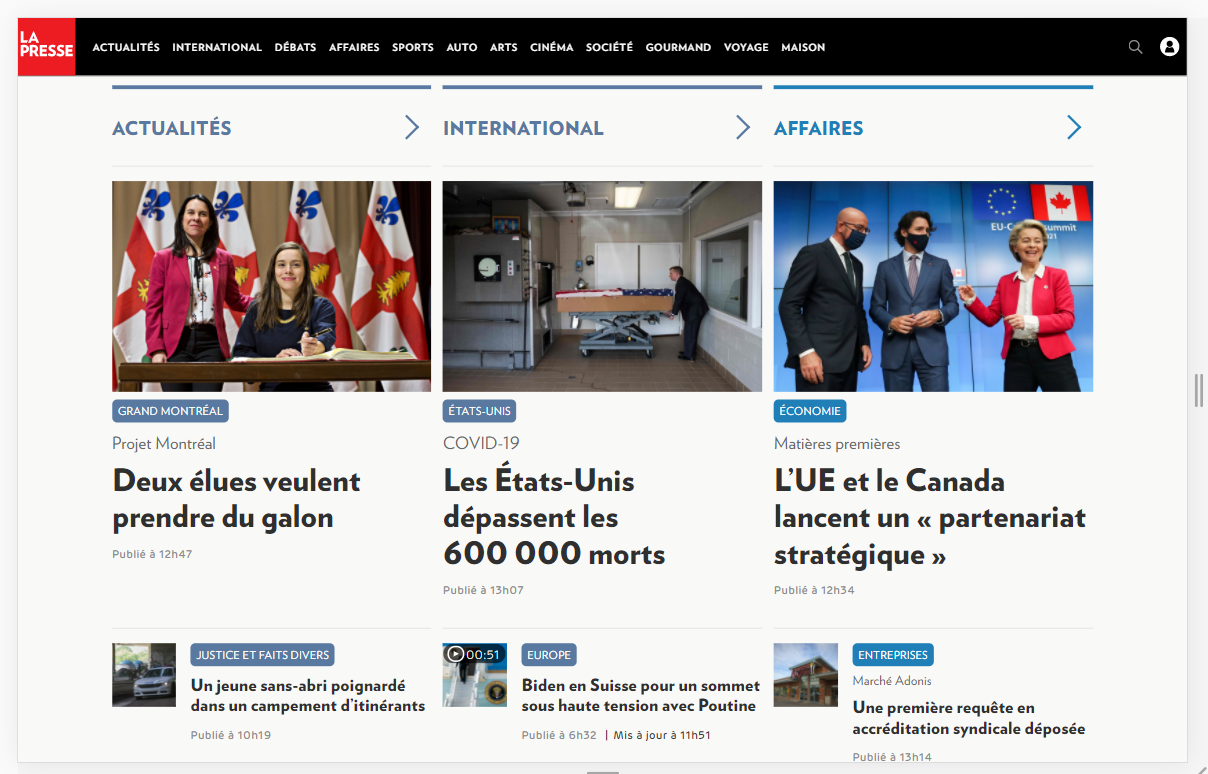 LA
PRESSE
ACTUALITÉS INTERNATIONAL DÉBATS AFFAIRES SPORTS AUTO ARTS CINÉMA SOCIÉTÉ GOURMAND VOYAGE MAISON
ACTUALITÉS
GRAND MONTRÉAL
Projet Montréal
Deux élues veulent
prendre du galon
Publié à 12h47
JUSTICE ET FAITS DIVERS
Un jeune sans-abri poignardé
dans un campement d’itinérants
Publié à 10h19
INTERNATIONAL
ÉTATS-UNIS
COVID-19
Les États-Unis
dépassent les
600 000 morts
Publié à 13h07
00:51
EUROPE
Biden en Suisse pour un sommet
sous haute tension avec Poutine
Publié à 6h32 | Mis à jour à 11h51
AFFAIRES
ÉCONOMIE
Matières premières
L’UE et le Canada
lancent un « partenariat
stratégique »
Publié à 12h34
ENTREPRISES
Marché Adonis
Une première requête en
accréditation syndicale déposée
Publié à 13h14